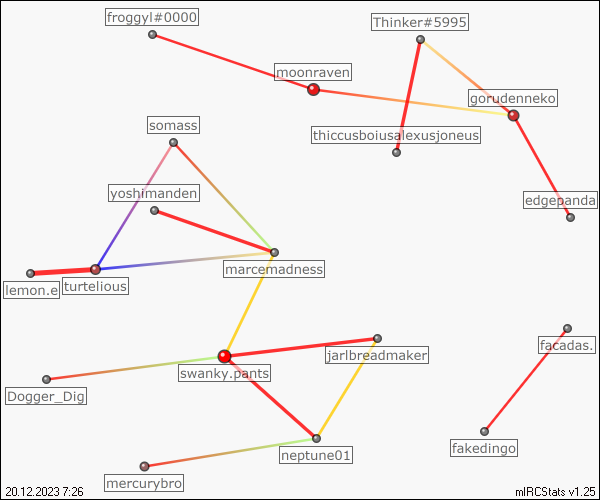 froggyl#0000
Thinker#5995
moonraven
gorudenneko
somass
thiccusboiusalexusjoneus
yoshimanden
edgepanda
marcemadness
lemon.e
turtelious
facadas.
jarlbreadmaker
swanky.pants
Dogger_Dig
fakedingo
neptune01
mercurybro
20.12.2023 7:26
mIRCStats v1.25